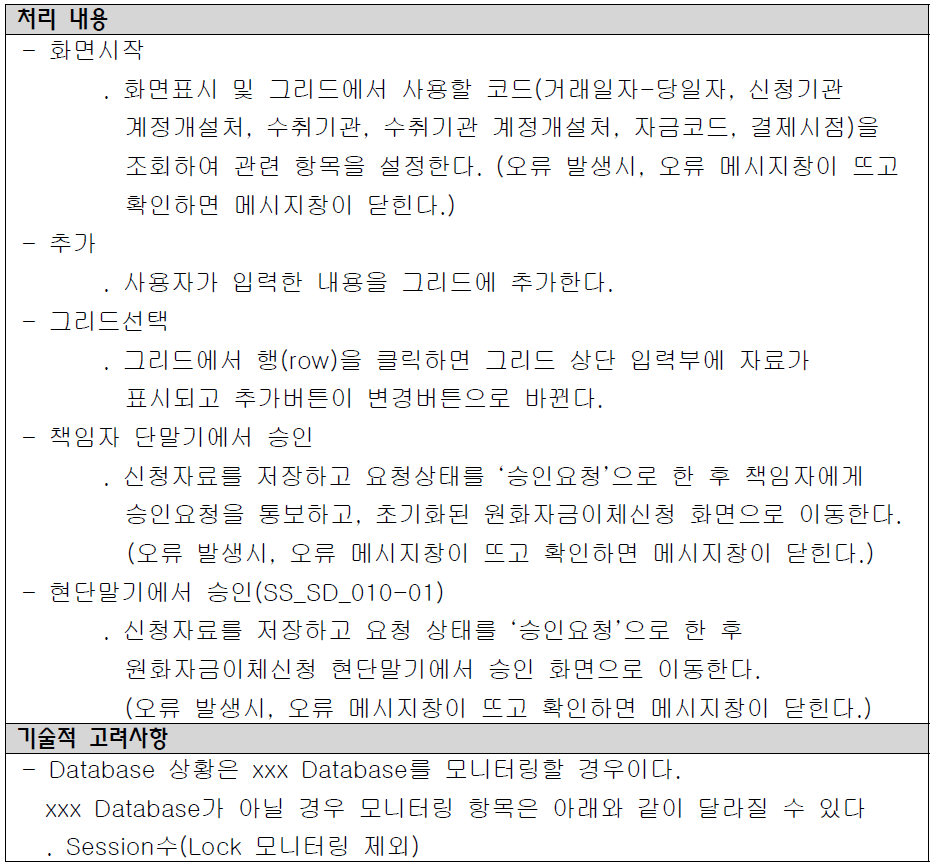 처리 내용
- 화면시작
. 화면표시 및 그리드에서 사용할 코드(거래일자-당일자, 신청기관
계정개설처, 수취기관, 수취기관 계정개설처, 자금코드, 결제시점)을
조회하여 관련 항목을 설정한다. (오류 발생시, 오류 메시지창이 뜨고
확인하면 메시지창이 닫힌다.)
- 추가
. 사용자가 입력한 내용을 그리드에 추가한다.
- 그리드선택
. 그리드에서 행(row)을 클릭하면 그리드 상단 입력부에 자료가
표시되고 추가버튼이 변경버튼으로 바뀐다.
- 책임자 단말기에서 승인
. 신청자료를 저장하고 요청상태를 ‘승인요청’으로 한 후 책임자에게
승인요청을 통보하고, 초기화된 원화자금이체신청 화면으로 이동한다.
(오류 발생시, 오류 메시지창이 뜨고 확인하면 메시지창이 닫힌다.)
- 현단말기에서 승인(SS_SD_010-01)
. 신청자료를 저장하고 요청 상태를 ‘승인요청’으로 한 후
원화자금이체신청 현단말기에서 승인 화면으로 이동한다.
(오류 발생시, 오류 메시지창이 뜨고 확인하면 메시지창이 닫힌다.)
기술적 고려사항
- Database 상황은 xxx Database를 모니터링할 경우이다.
xxx Database가 아닐 경우 모니터링 항목은 아래와 같이 달라질 수 있다
. Session수(Lock 모니터링 제외)